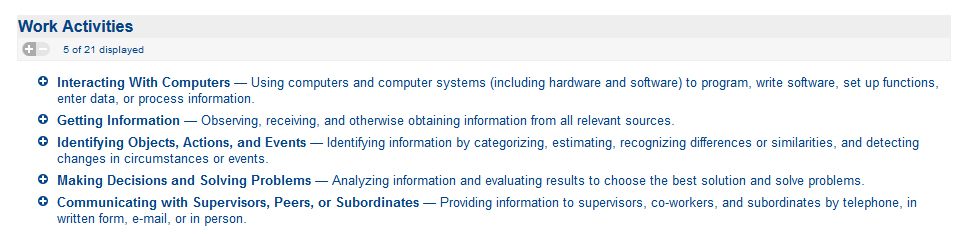 Work Activities
5 of 21 displayed
Interacting With Computers — Using computers and computer systems (including hardware and software) to program, write software, set up functions,
enter data, or process information.
Getting Information — Observing, receiving, and otherwise obtaining information from all relevant sources.
Identifying Objects, Actions, and Events — Identifying information by categorizing, estimating, recognizing differences or similarities, and detecting
changes in circumstances or events.
Making Decisions and Solving Problems — Analyzing information and evaluating results to choose the best solution and solve problems.
Communicating with Supervisors, Peers, or Subordinates — Providing information to supervisors, co-workers, and subordinates by telephone, in
written form, e-mail, or in person.